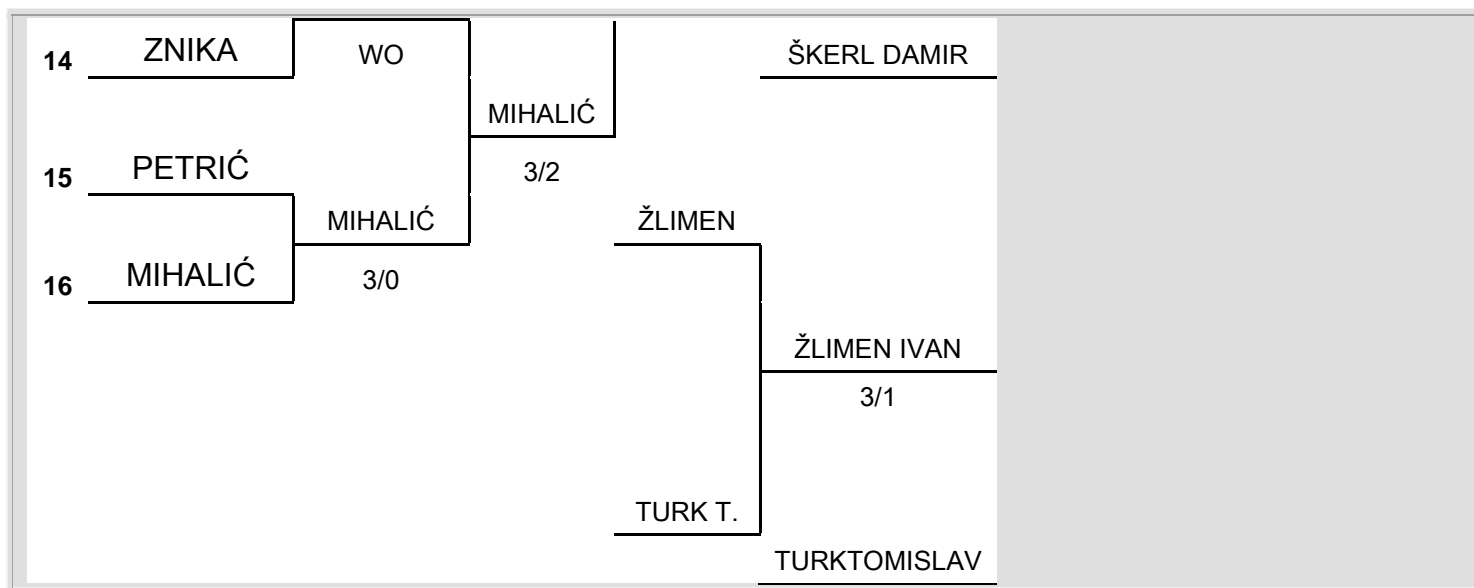 14 ZNIKA WO ŠKERL DAMIR
MIHALIĆ
15 PETRIĆ 3/2
MIHALIĆ ŽLIMEN
16 MIHALIĆ 3/0
ŽLIMEN IVAN
3/1
TURK T.
TURKTOMISLAV